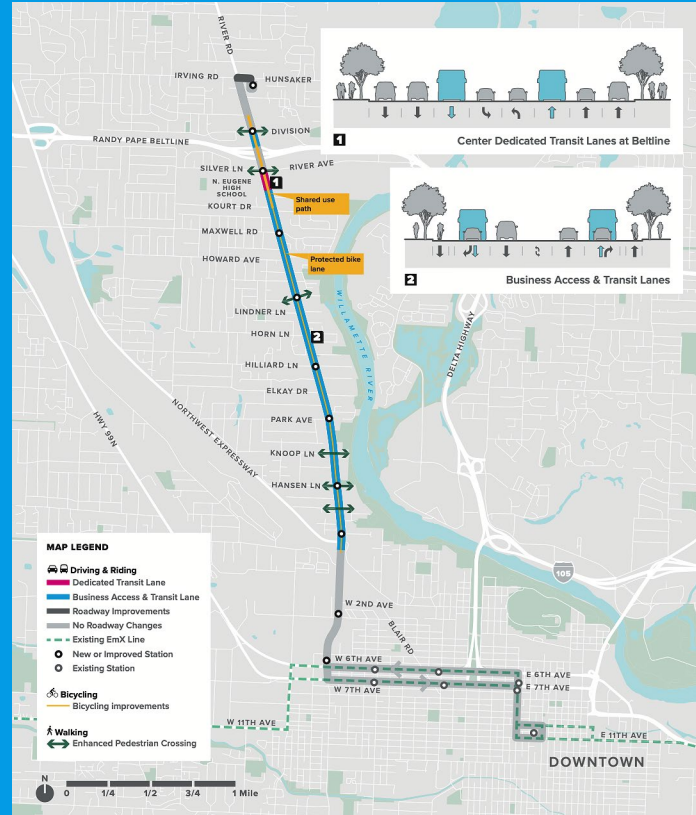 RIVER RD
IRVING RD
HUNSAKER
DIVISION
RANDY PAPE BELTLINE
RIVER AVE
SILVER LN
N. EUGENE
HIGH
SCHOOL
1
KOURT DR
Shared use
path
MAXWELL RD
HOWARD AVE
Protected bike
lane
LINDNER LN
WILLAMETTE RIVER
HORN LN
2
DELTA HIGHWAY
HILLIARD LN
ELKAY DR
PARK AVE
NORTHWEST EXPRESSWAY
HWY 99N
KNOOP LN
HANSEN LN
105
W 2ND AVE
BLAIR RD
W 6TH AVE
E 6TH AVE
W 7TH AVE
E 7TH AVE
W 11TH AVE
E 11TH AVE
DOWNTOWN
1
Center Dedicated Transit Lanes at Beltline
2
Business Access & Transit Lanes
MAP LEGEND
Driving & Riding
Dedicated Transit Lane
Business Access & Transit Lane
Roadway Improvements
No Roadway Changes
Existing EmX Line
New or Improved Station
Existing Station
Bicycling
Bicycling improvements
Walking
Enhanced Pedestrian Crossing
N
0 1/4 1/2 3/4 1 Mile